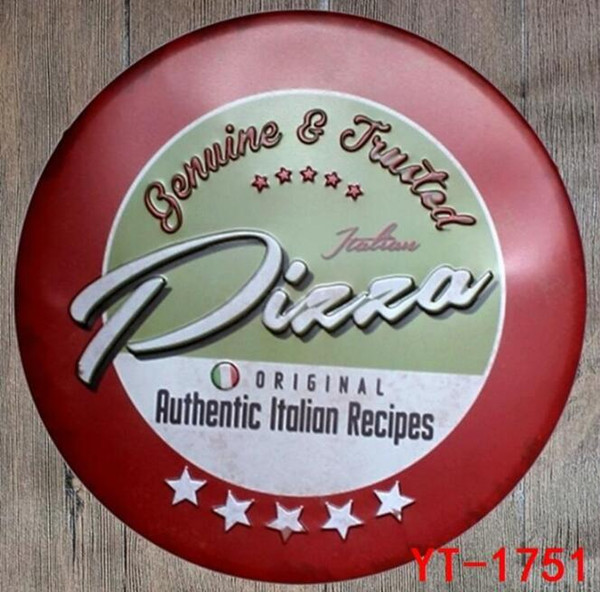 Genuine & Trusted
Italian
Pizza
ORIGINAL
Authentic Italian Recipes
YT-1751